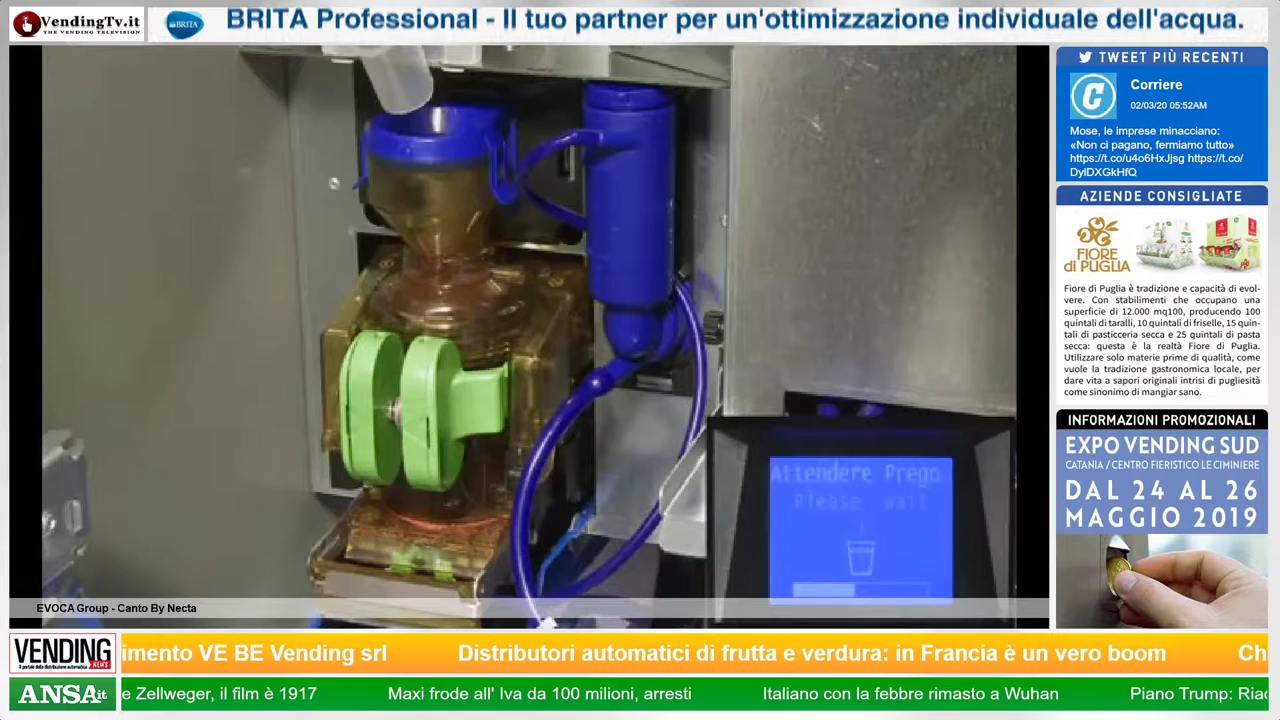 VendingTv.it
THE VENDING TELEVISION
BRITA
BRITA Professional - Il tuo partner per un'ottimizzazione individuale dell'acqua.
TWEET PIÙ RECENTI
Corriere
02/03/20 05:52AM
Mose, le imprese minacciano:
«Non ci pagano, fermiamo tutto»
https://t.co/u4o6HxJjsg https://t.co/
DyIDXGkHfQ
AZIENDE CONSIGLIATE
FIORE
di PUGLIA
Fiore di Puglia è tradizione e capacità di evol-
vere. Con stabilimenti che occupano una
superficie di 12.000 mq100, producendo 100
quintali di taralli, 10 quintali di friselle, 15 quin-
tali di pasticceria secca e 25 quintali di pasta
secca: questa è la realtà Fiore di Puglia.
Utilizzare solo materie prime di qualità, come
vuole la tradizione gastronomica locale, per
dare vita a sapori originali intrisi di pugliesità
come sinonimo di mangiar sano.
INFORMAZIONI PROMOZIONALI
EXPO VENDING SUD
CATANIA / CENTRO FIERISTICO LE CIMINIERE
DAL 24 AL 26
MAGGIO 2019
Attendere Prego
Please wait
EVOCA Group - Canto By Necta
VENDING
NEWS
Il portale della distribuzione automatica
imento VE BE Vending srl Distributori automatici di frutta e verdura: in Francia è un vero boom Ch
ANSA.it
e Zellweger, il film è 1917 Maxi frode all' Iva da 100 milioni, arresti Italiano con la febbre rimasto a Wuhan Piano Trump: Riad